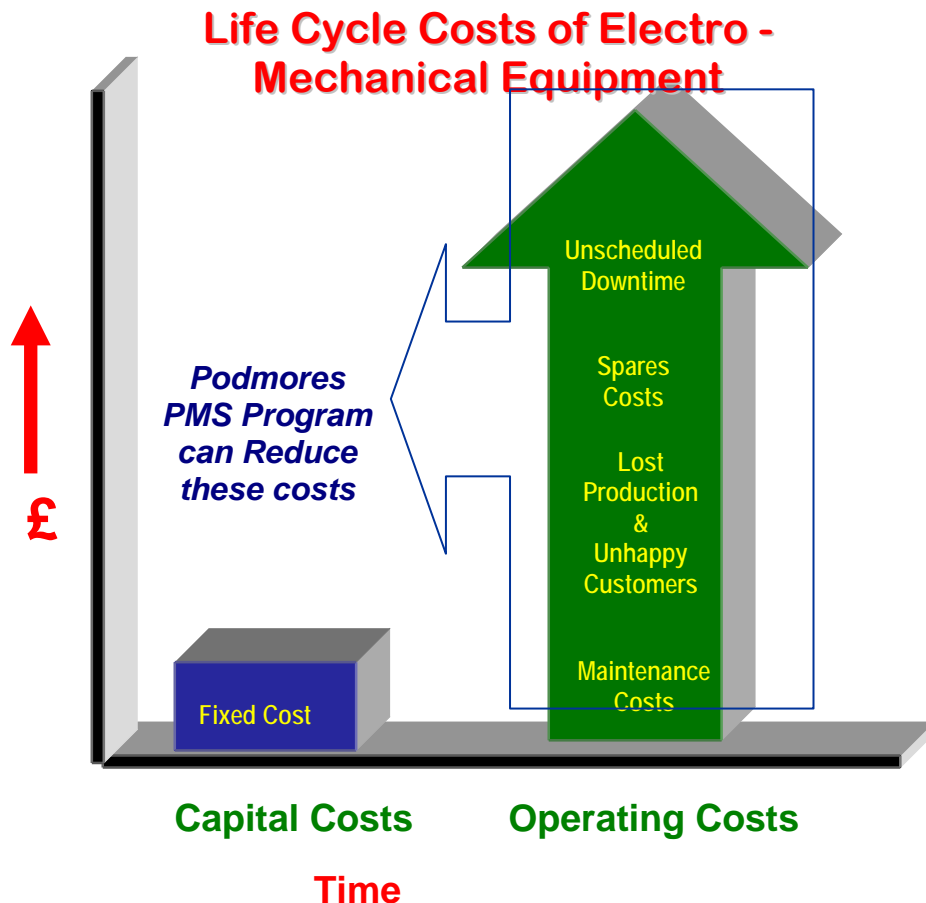 Life Cycle Costs of Electro -
Mechanical Equipment
Unscheduled
Downtime
Spares
Costs
Lost
Production
&
Unhappy
Customers
Maintenance
Costs
Podmores
PMS Program
can Reduce
these costs
£
Fixed Cost
Capital Costs
Operating Costs
Time